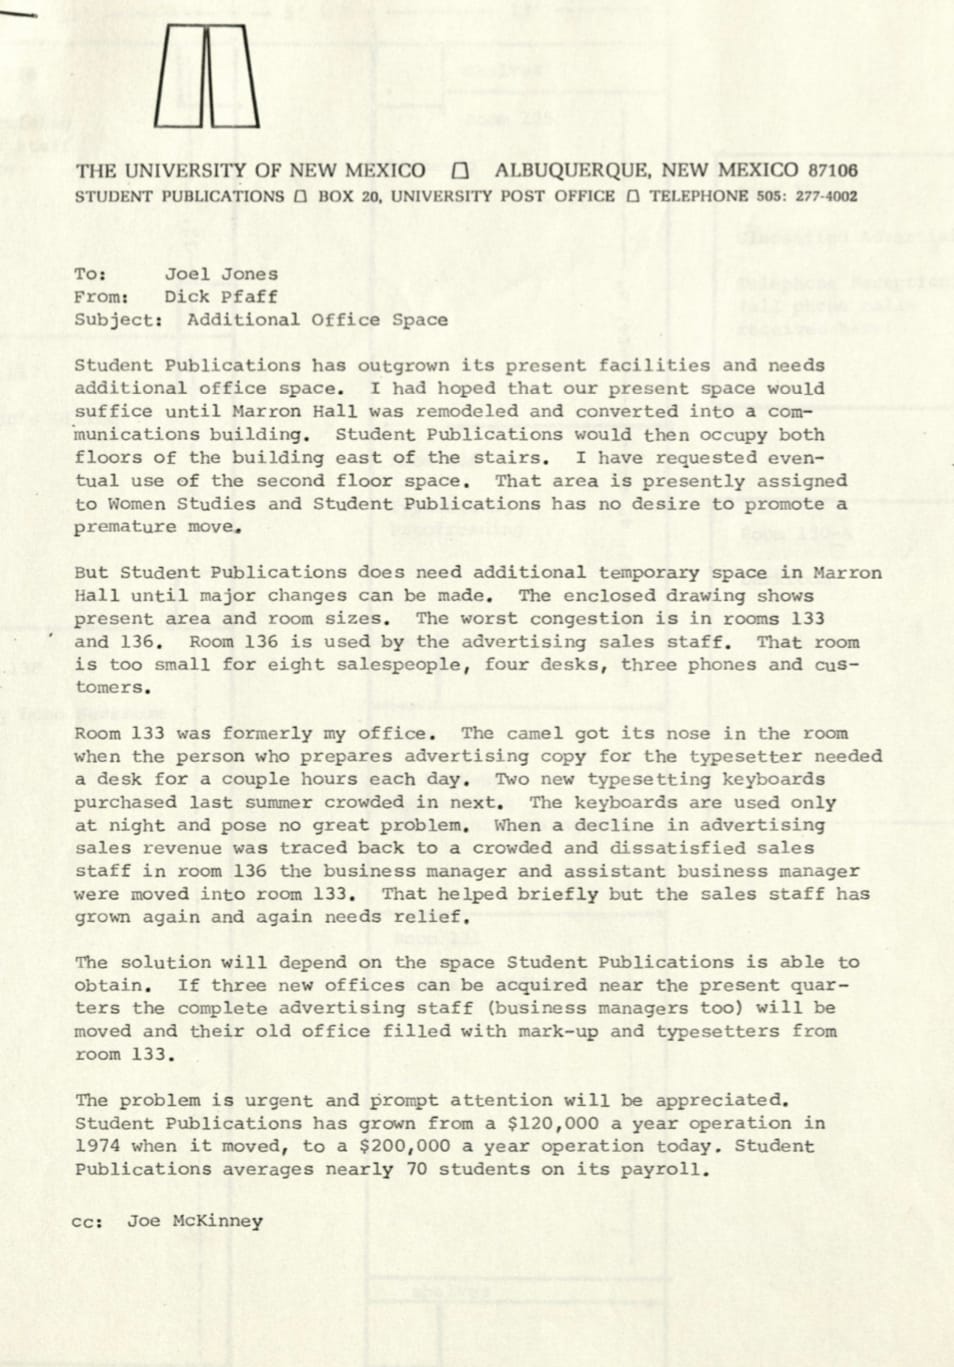 THE UNIVERSITY OF NEW MEXICO ALBUQUERQUE, NEW MEXICO 87106
STUDENT PUBLICATIONS BOX 20, UNIVERSITY POST OFFICE TELEPHONE 505: 277-4002
To: Joel Jones
From: Dick Pfaff
Subject: Additional Office Space
Student Publications has outgrown its present facilities and needs
additional office space. I had hoped that our present space would
suffice until Marron Hall was remodeled and converted into a com-
munications building. Student Publications would then occupy both
floors of the building east of the stairs. I have requested even-
tual use of the second floor space. That area is presently assigned
to Women Studies and Student Publications has no desire to promote a
premature move.
But Student Publications does need additional temporary space in Marron
Hall until major changes can be made. The enclosed drawing shows
present area and room sizes. The worst congestion is in rooms 133
and 136. Room 136 is used by the advertising sales staff. That room
is too small for eight salespeople, four desks, three phones and cus-
tomers.
Room 133 was formerly my office. The camel got its nose in the room
when the person who prepares advertising copy for the typesetter needed
a desk for a couple hours each day. Two new typesetting keyboards
purchased last summer crowded in next. The keyboards are used only
at night and pose no great problem. When a decline in advertising
sales revenue was traced back to a crowded and dissatisfied sales
staff in room 136 the business manager and assistant business manager
were moved into room 133. That helped briefly but the sales staff has
grown again and again needs relief.
The solution will depend on the space Student Publications is able to
obtain. If three new offices can be acquired near the present quar-
ters the complete advertising staff (business managers too) will be
moved and their old office filled with mark-up and typesetters from
room 133.
The problem is urgent and prompt attention will be appreciated.
Student Publications has grown from a $120,000 a year operation in
1974 when it moved, to a $200,000 a year operation today. Student
Publications averages nearly 70 students on its payroll.
cc: Joe McKinney